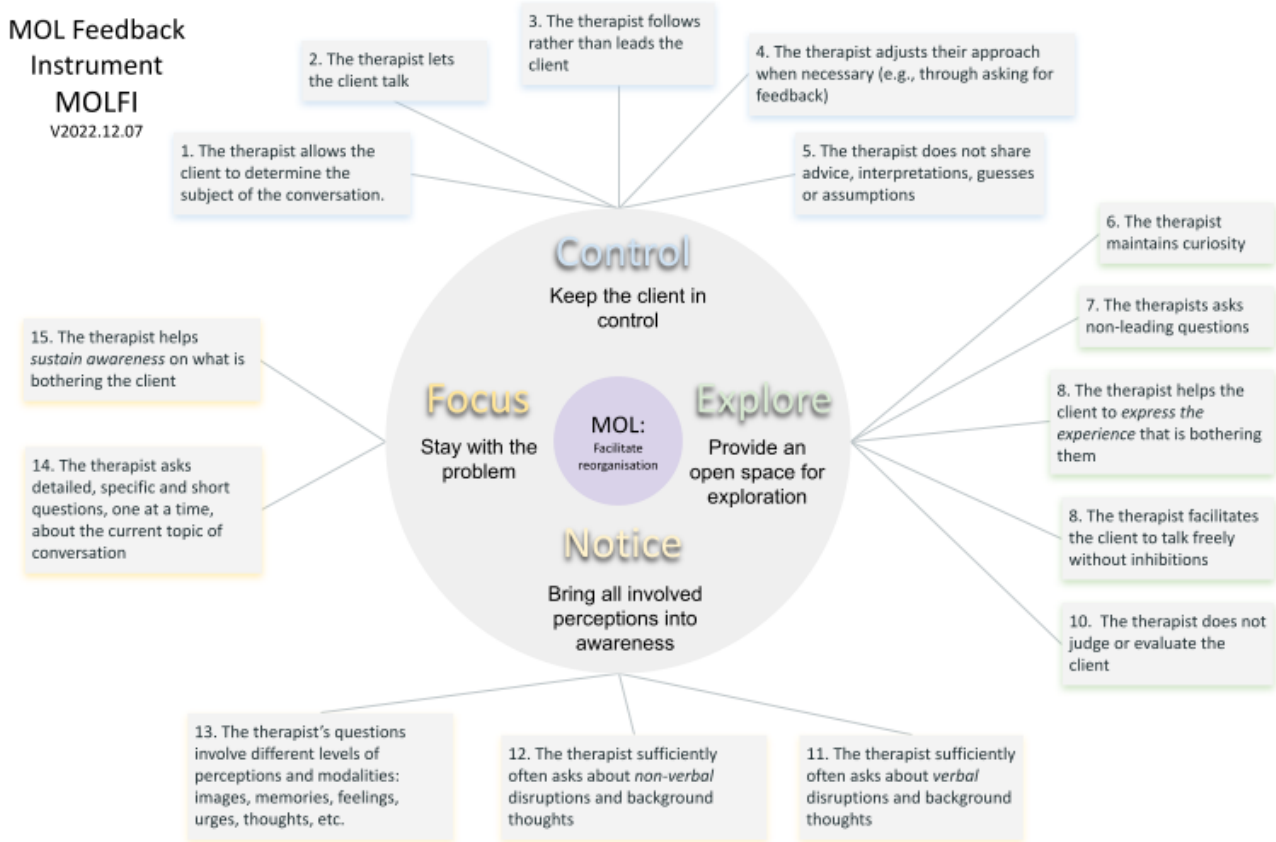 MOL Feedback
Instrument
MOLFI
V2022.12.07
1. The therapist allows the
client to determine the
subject of the conversation.
2. The therapist lets
the client talk
3. The therapist follows
rather than leads the
client
4. The therapist adjusts their approach
when necessary (e.g., through asking for
feedback)
5. The therapist does not share
advice, interpretations, guesses
or assumptions
Control
Keep the client in
control
6. The therapist
maintains curiosity
7. The therapists asks
non-leading questions
8. The therapist helps the
client to express the
experience that is bothering
them
8. The therapist facilitates
the client to talk freely
without inhibitions
10. The therapist does not
judge or evaluate the
client
Explore
Provide an
open space for
exploration
MOL:
Facilitate
reorganisation
Focus
Stay with the
problem
15. The therapist helps
sustain awareness on what is
bothering the client
14. The therapist asks
detailed, specific and short
questions, one at a time,
about the current topic of
conversation
Notice
Bring all involved
perceptions into
awareness
13. The therapist's questions
involve different levels of
perceptions and modalities:
images, memories, feelings,
urges, thoughts, etc.
12. The therapist sufficiently
often asks about non-verbal
disruptions and background
thoughts
11. The therapist sufficiently
often asks about verbal
disruptions and background
thoughts